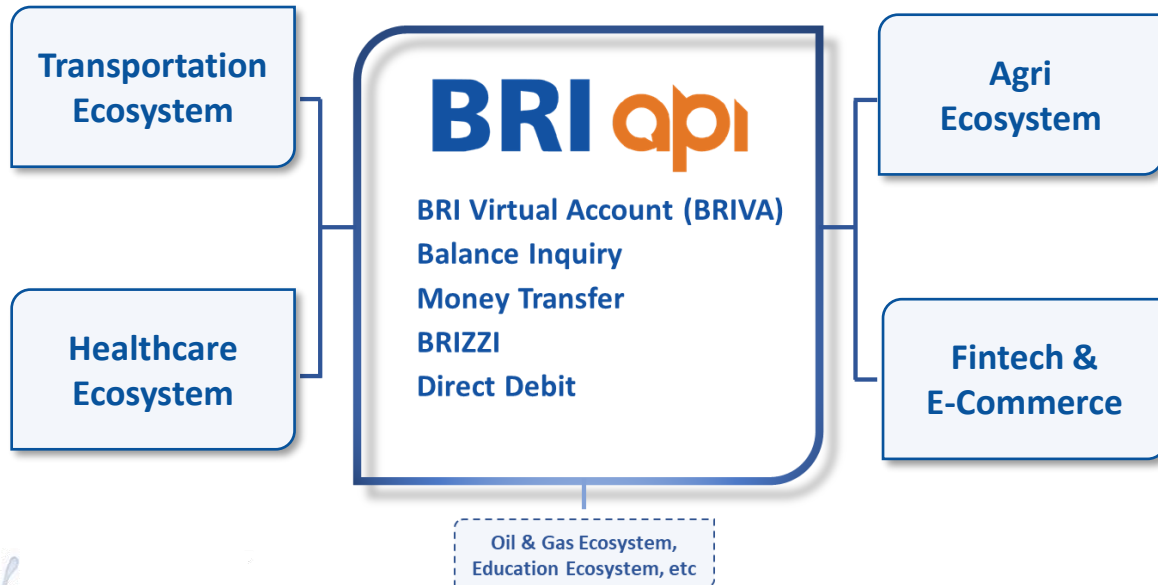 Transportation
Ecosystem
Healthcare
Ecosystem
BRI api
BRI Virtual Account (BRIVA)
Balance Inquiry
Money Transfer
BRIZZI
Direct Debit
Agri
Ecosystem
Fintech &
E-Commerce
Oil & Gas Ecosystem,
Education Ecosystem, etc